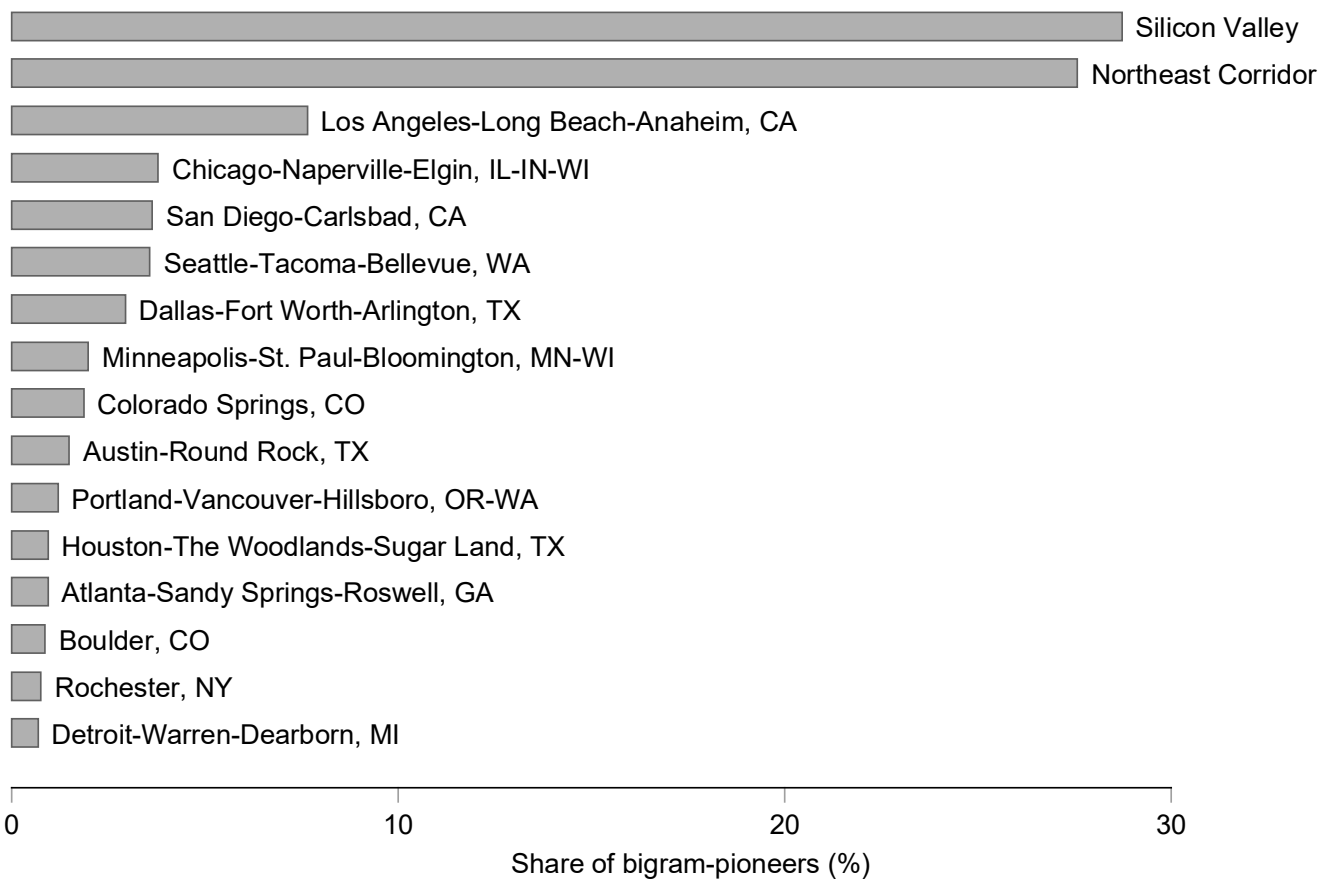 Silicon Valley
Northeast Corridor
Los Angeles-Long Beach-Anaheim, CA
Chicago-Naperville-Elgin, IL-IN-WI
San Diego-Carlsbad, CA
Seattle-Tacoma-Bellevue, WA
Dallas-Fort Worth-Arlington, TX
Minneapolis-St. Paul-Bloomington, MN-WI
Colorado Springs, CO
Austin-Round Rock, TX
Portland-Vancouver-Hillsboro, OR-WA
Houston-The Woodlands-Sugar Land, TX
Atlanta-Sandy Springs-Roswell, GA
Boulder, CO
Rochester, NY
Detroit-Warren-Dearborn, MI
0 10 20 30
Share of bigram-pioneers (%)